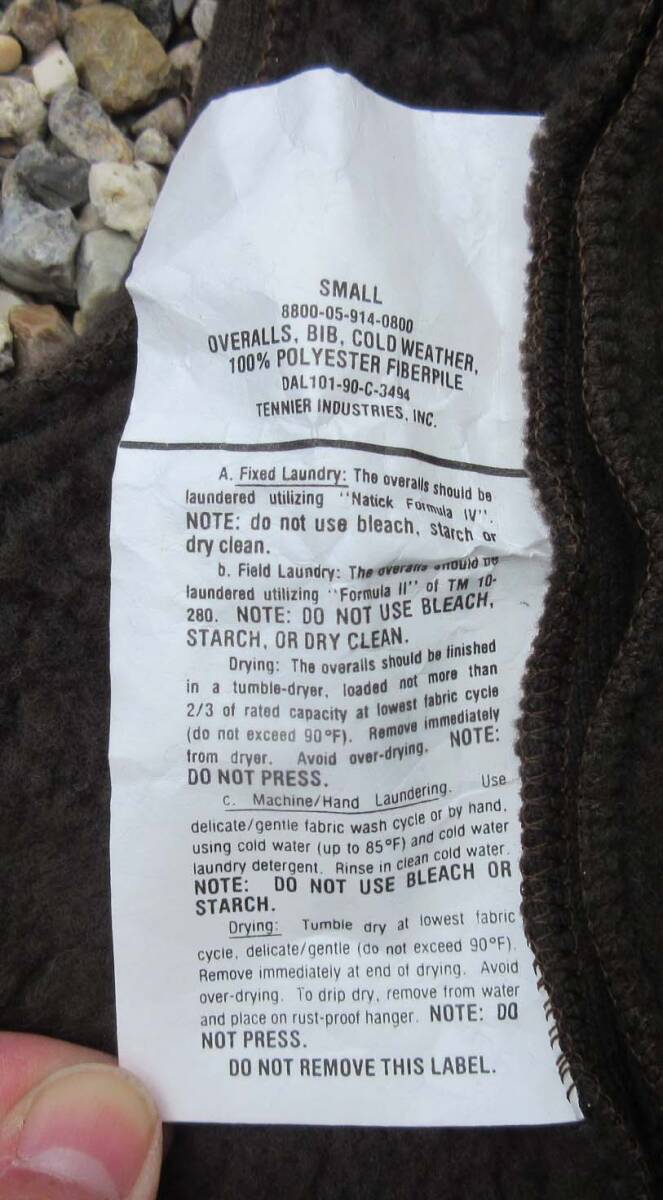 SMALL
8800-05-914-0800
OVERALLS, BIB, COLD WEATHER,
100% POLYESTER FIBERPILE
DAL101-90-C-3494
TENNIER INDUSTRIES, INC.
A. Fixed Laundry: The overalls should be
laundered utilizing ''Natick Formula IV''.
NOTE: do not use bleach, starch or
dry clean.
b. Field Laundry: The overalls should be
laundered utilizing ''Formula II'' of TM 10-
280. NOTE: DO NOT USE BLEACH,
STARCH, OR DRY CLEAN.
Drying: The overalls should be finished
in a tumble-dryer, loaded not more than
2/3 of rated capacity at lowest fabric cycle
(do not exceed 90°F). Remove immediately
from dryer. Avoid over-drying. NOTE:
DO NOT PRESS.
C. Machine/Hand Laundering. Use
delicate/gentle fabric wash cycle or by hand,
using cold water (up to 85°F) and cold water
laundry detergent. Rinse in clean cold water.
NOTE: DO NOT USE BLEACH OR
STARCH.
Drying: Tumble dry at lowest fabric
cycle, delicate/gentle (do not exceed 90°F).
Remove immediately at end of drying. Avoid
over-drying. To drip dry, remove from water
and place on rust-proof hanger. NOTE: DO
NOT PRESS.
DO NOT REMOVE THIS LABEL.